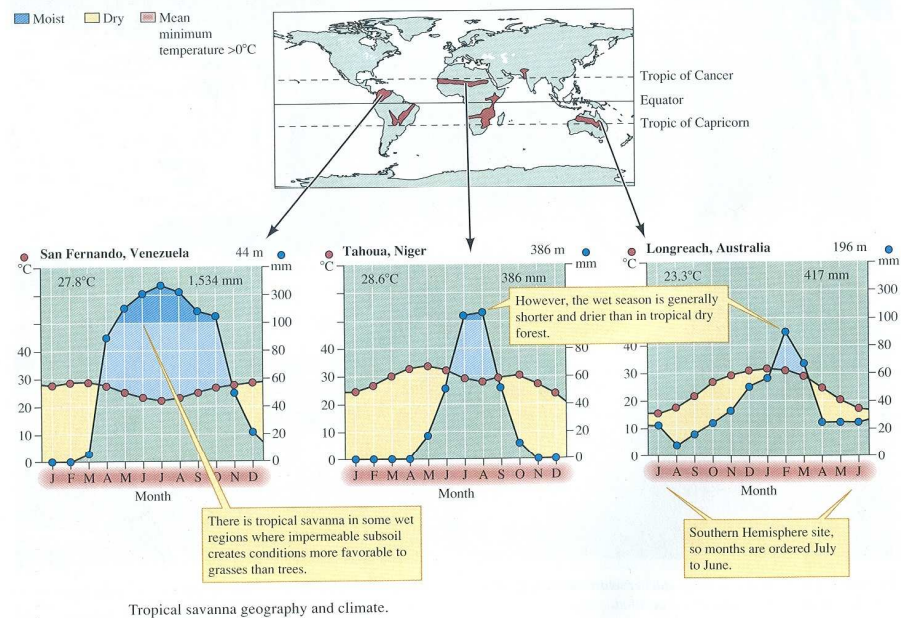 Moist Dry Mean
minimum
temperature >0°C
Tropic of Cancer
Equator
Tropic of Capricorn
San Fernando, Venezuela 44 m
°C mm
27.8°C 1,534 mm
300
100
40 80
30 60
20 40
10 20
0 0
J F M A M J J A S O N D
Month
Tahoua, Niger 386 m
°C mm
28.6°C 386 mm
300
100
40 80
30 60
20 40
10 20
0 0
J F M A M J J A S O N D
Month
Longreach, Australia 196 m
°C mm
23.3°C 417 mm
300
100
40 80
30 60
20 40
10 20
0 0
J A S O N D J F M A M J
Month
However, the wet season is generally
shorter and drier than in tropical dry
forest.
There is tropical savanna in some wet
regions where impermeable subsoil
creates conditions more favorable to
grasses than trees.
Southern Hemisphere site,
so months are ordered July
to June.
Tropical savanna geography and climate.